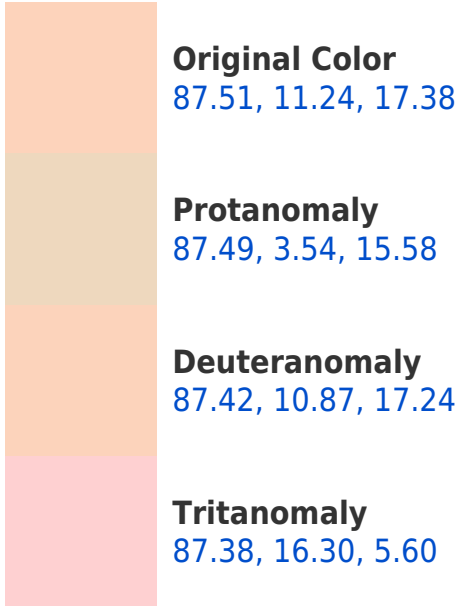 Original Color
87.51, 11.24, 17.38
Protanomaly
87.49, 3.54, 15.58
Deuteranomaly
87.42, 10.87, 17.24
Tritanomaly
87.38, 16.30, 5.60